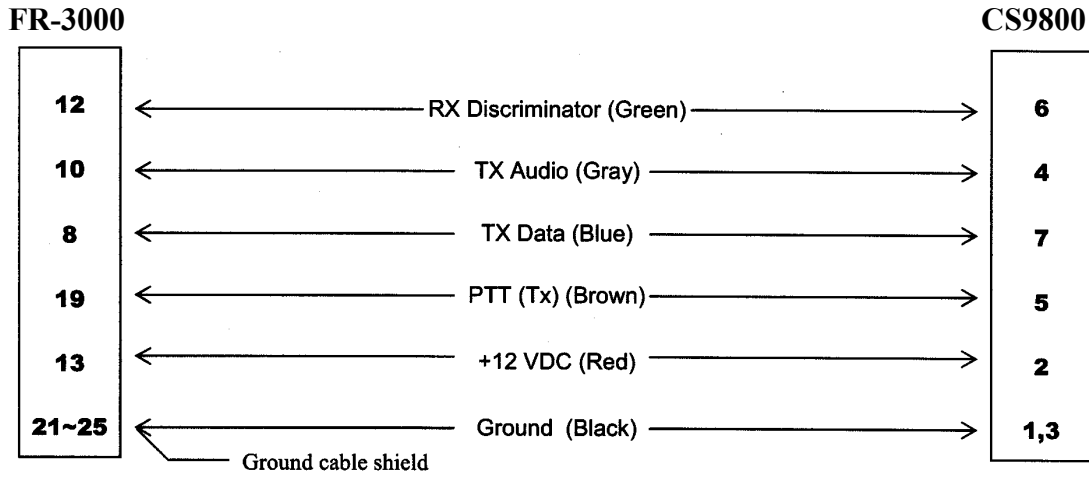 FR-3000 CS9800
12 RX Discriminator (Green) 6
10 TX Audio (Gray) 4
8 TX Data (Blue) 7
19 PTT (Tx) (Brown) 5
13 +12 VDC (Red) 2
21~25 Ground (Black) 1,3
Ground cable shield